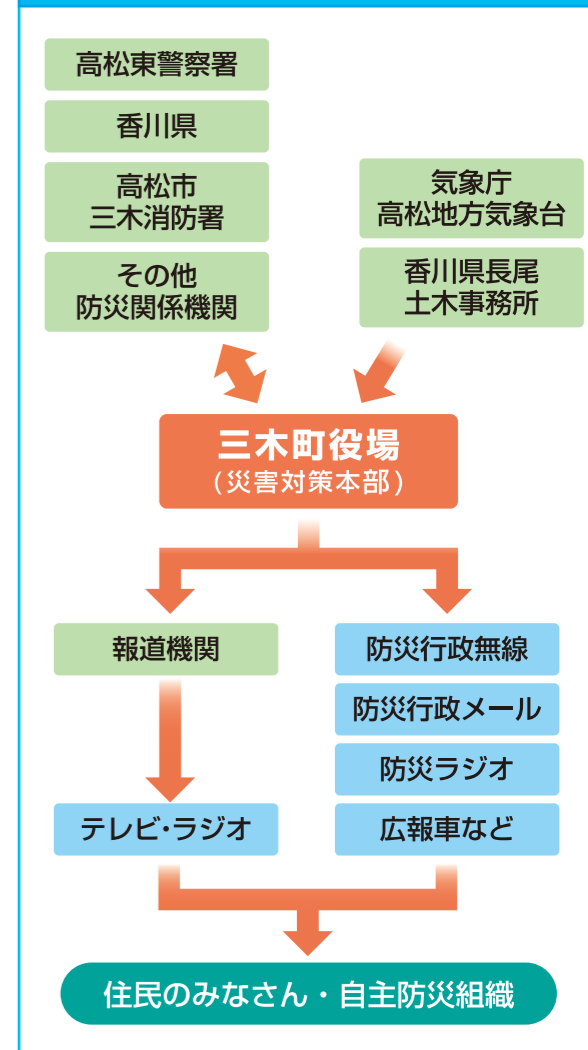 高松東警察署
香川県
高松市
三木消防署
その他
防災関係機関
気象庁
高松地方気象台
香川県長尾
土木事務所
三木町役場
(災害対策本部)
報道機関
テレビ・ラジオ
防災行政無線
防災行政メール
防災ラジオ
広報車など
住民のみなさん・自主防災組織